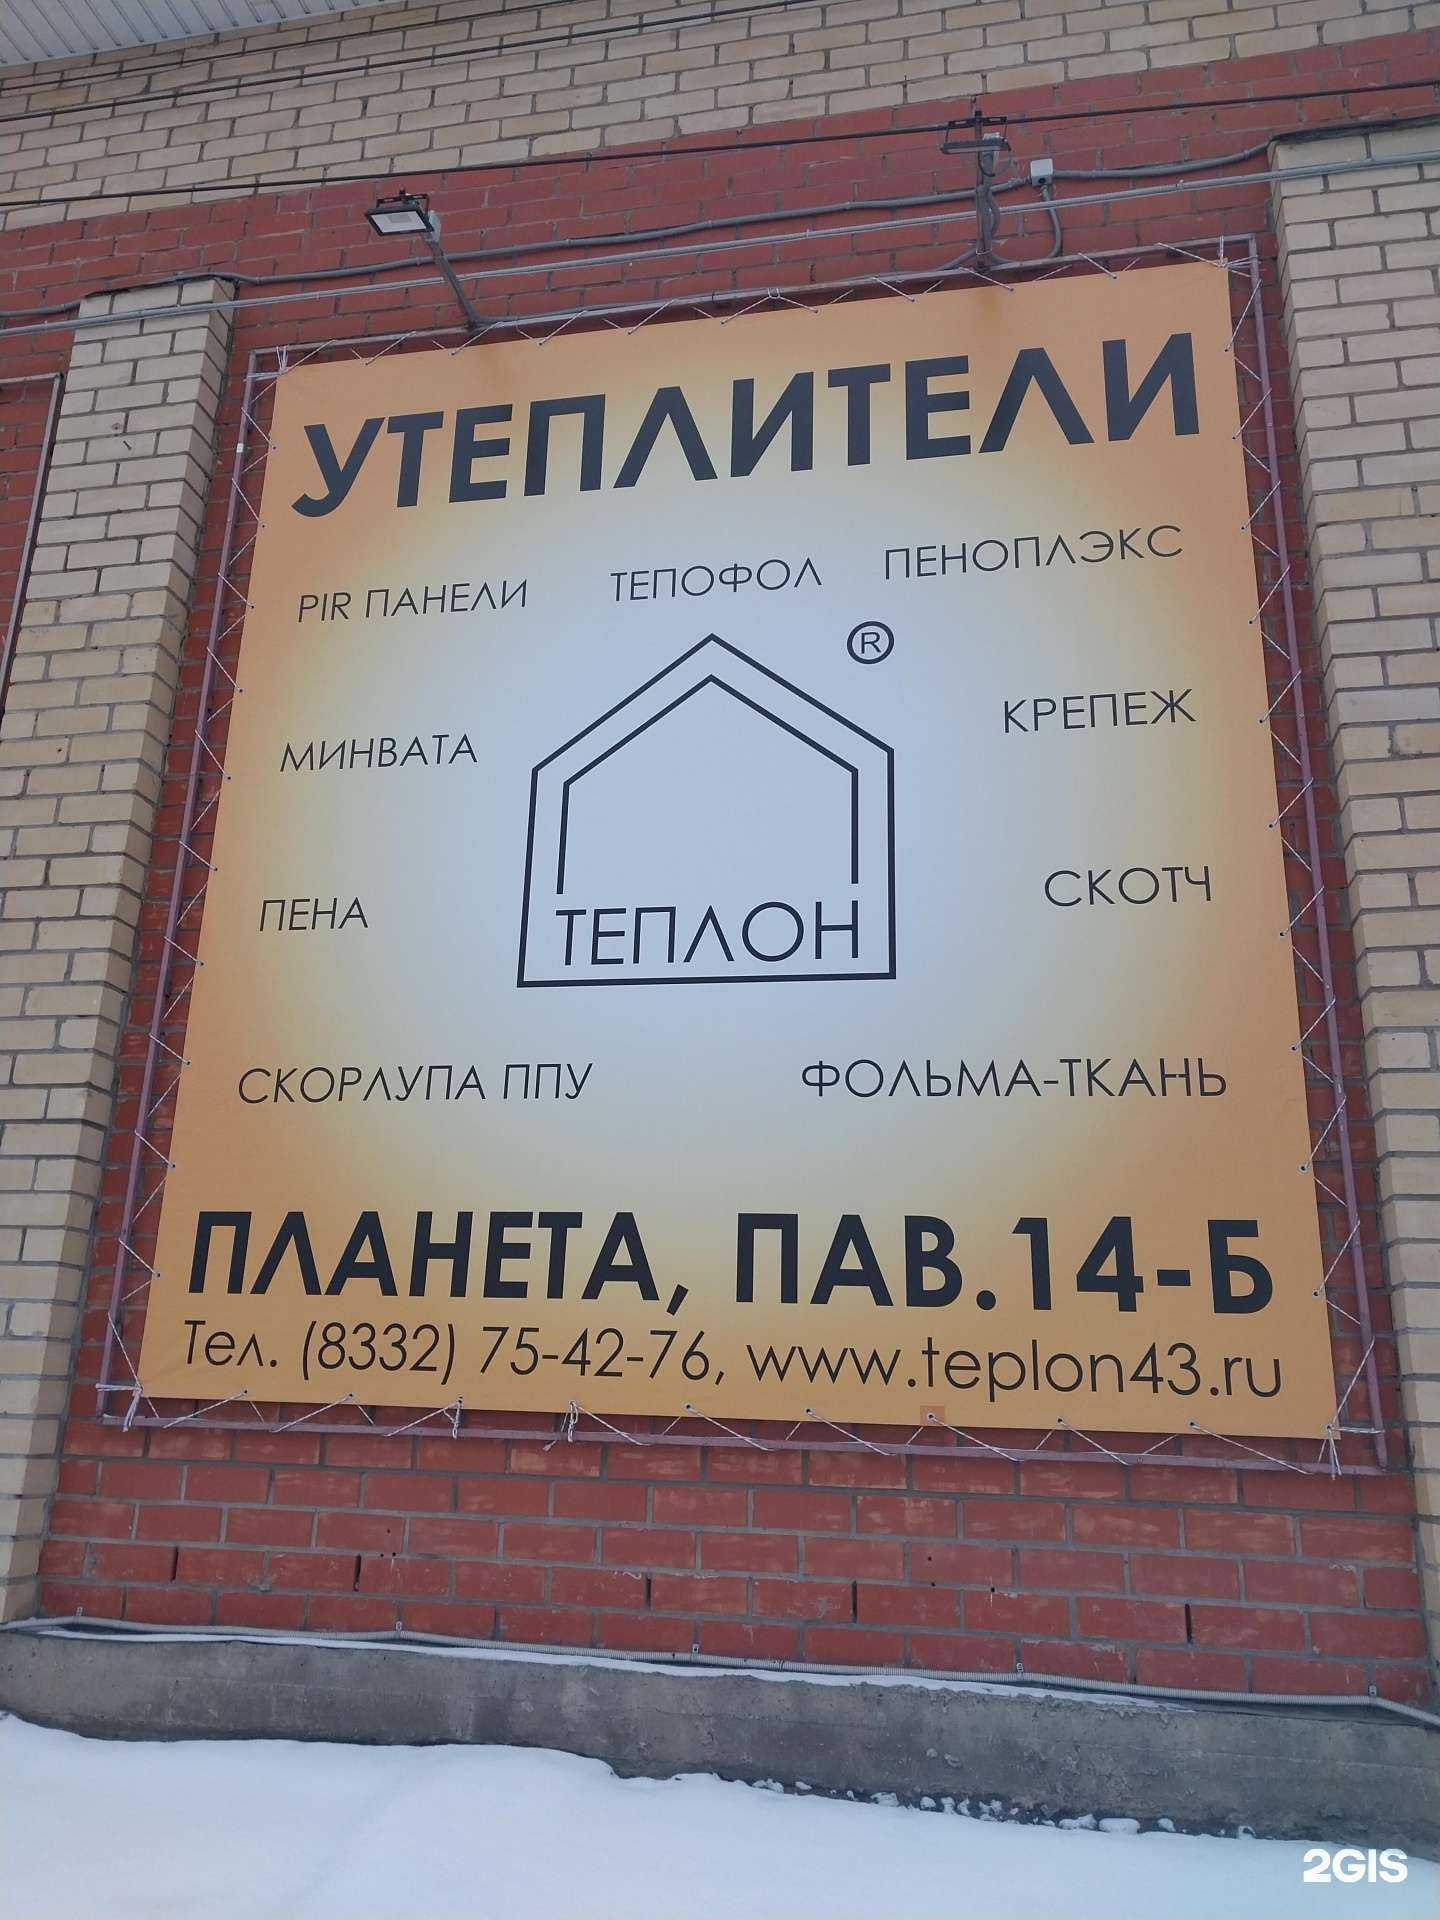 УТЕПЛИТЕЛИ
PIR ПАНЕЛИ ТЕПОФОЛ ПЕНОПЛЭКС
®
МИНВАТА КРЕПЕЖ
ПЕНА СКОТЧ
ТЕПЛОН
СКОРЛУПА ППУ ФОЛЬМА-ТКАНЬ
ПЛАНЕТА, ПАВ.14-Б
Тел. (8332) 75-42-76, www.teplon43.ru
2GIS